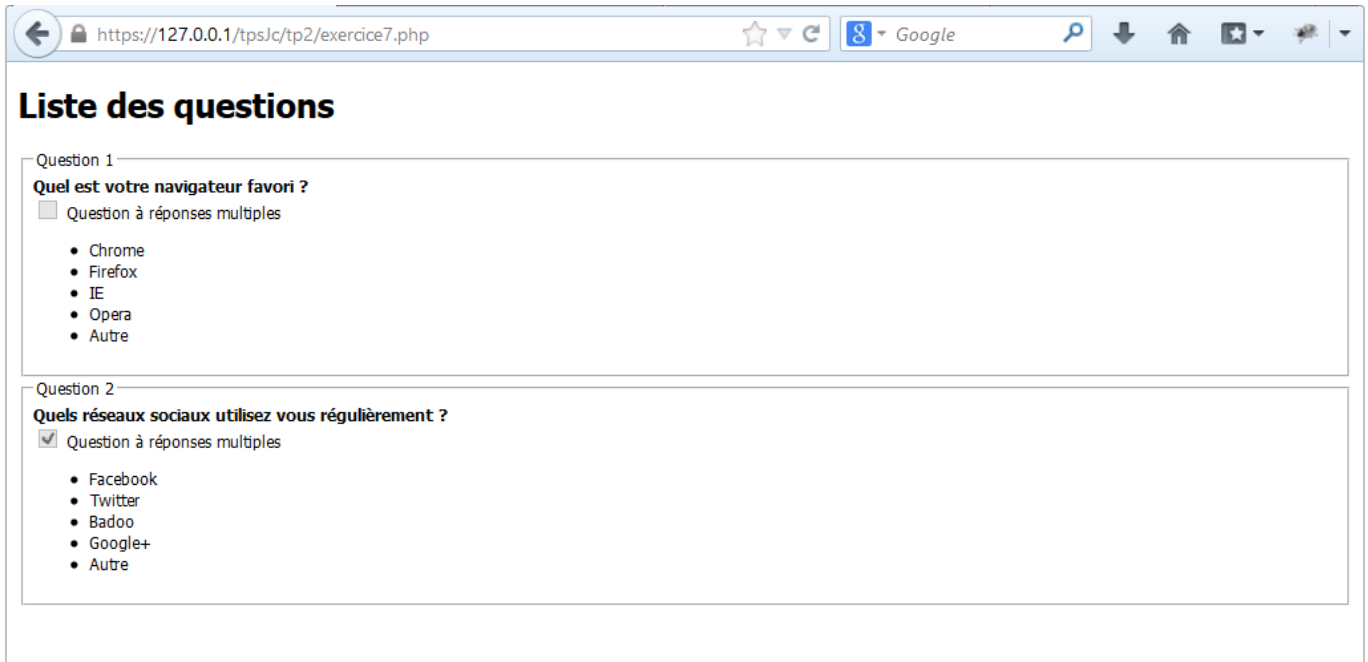 https://127.0.0.1/tpsJc/tp2/exercice7.php
8 Google
Liste des questions
Question 1
Quel est votre navigateur favori ?
Question à réponses multiples
Chrome
Firefox
IE
Opera
Autre
Question 2
Quels réseaux sociaux utilisez vous régulièrement ?
Question à réponses multiples
Facebook
Twitter
Badoo
Google+
Autre